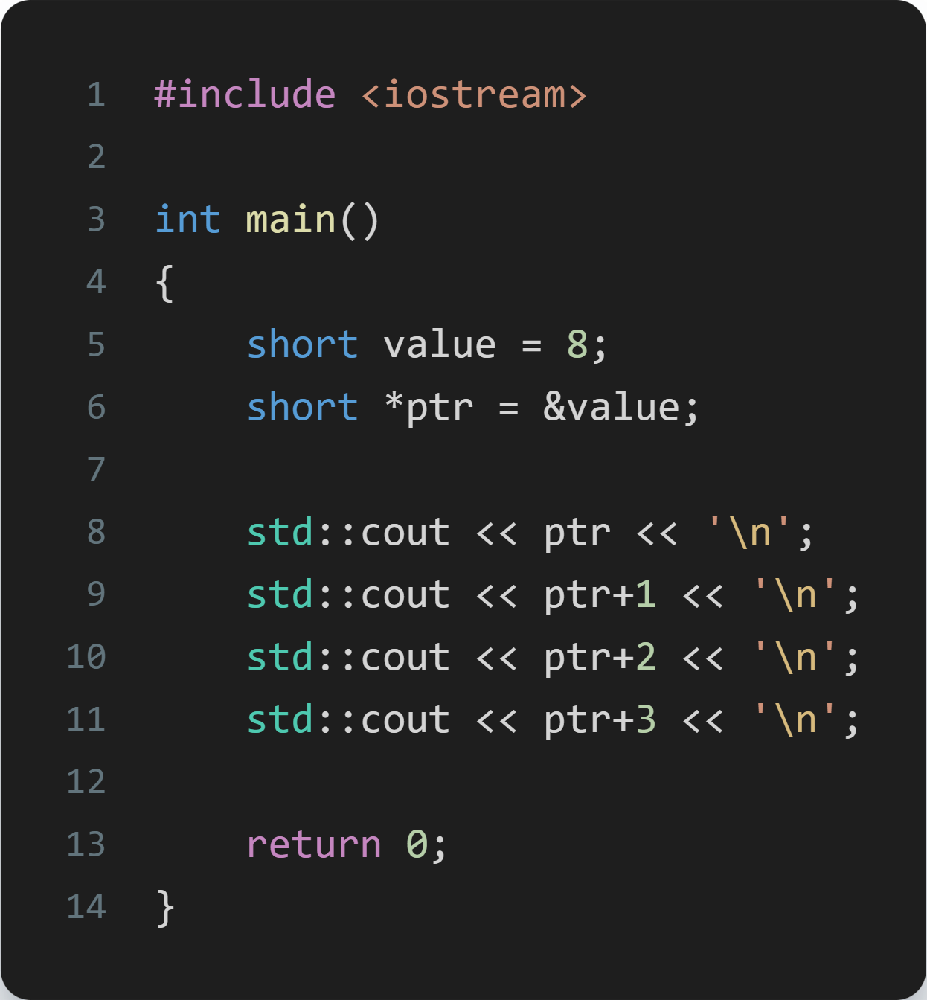 1 #include <iostream>
2
3 int main()
4 {
5     short value = 8;
6     short *ptr = &value;
7
8     std::cout << ptr << '\n';
9     std::cout << ptr+1 << '\n';
10     std::cout << ptr+2 << '\n';
11     std::cout << ptr+3 << '\n';
12
13     return 0;
14 }